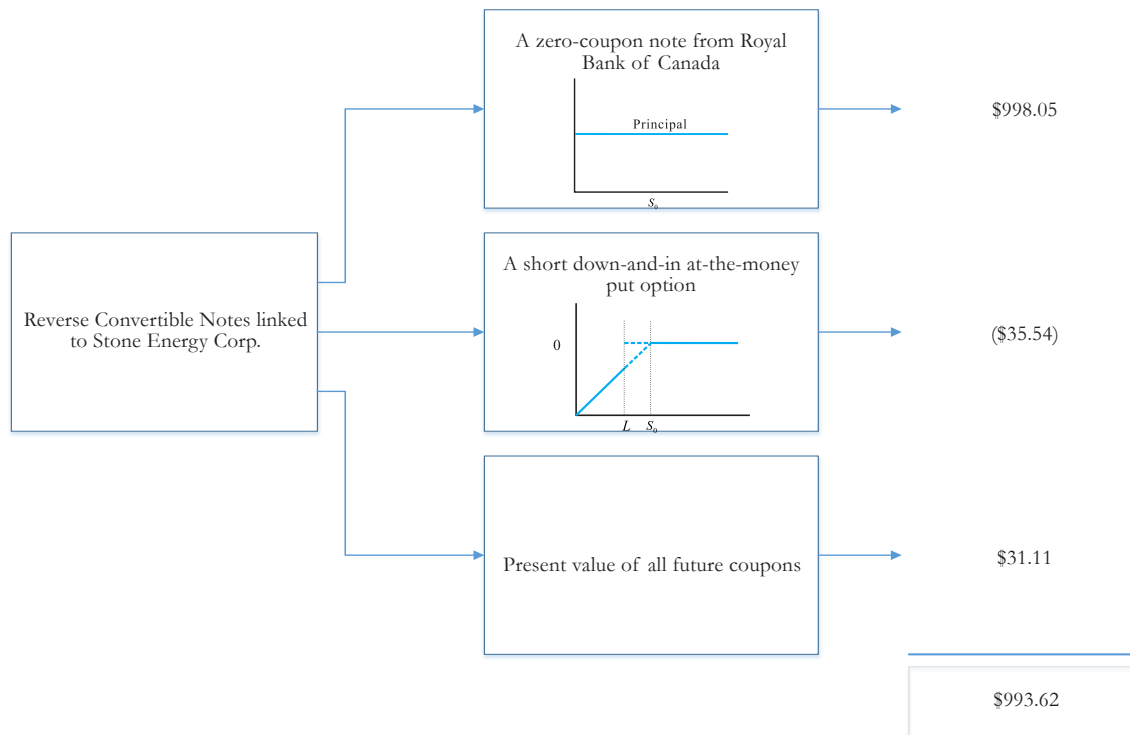 A zero-coupon note from Royal
Bank of Canada
Principal
S₀
$998.05
Reverse Convertible Notes linked
to Stone Energy Corp.
A short down-and-in at-the-money
put option
0
L S₀
($35.54)
Present value of all future coupons
$31.11
$993.62